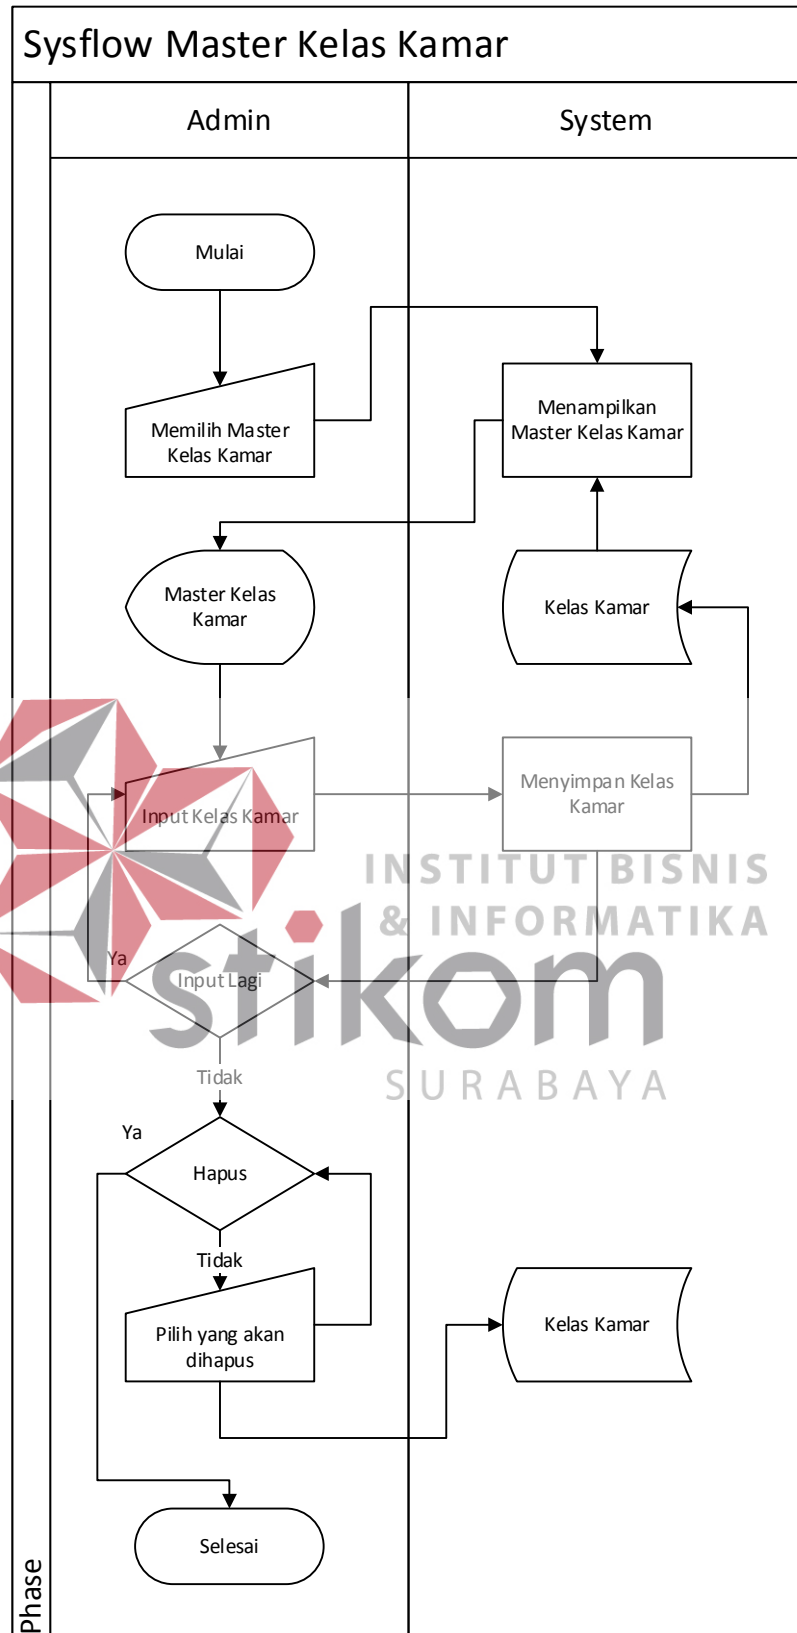 Sysflow Master Kelas Kamar
Admin
System
Mulai
Memilih Master
Kelas Kamar
Menampilkan
Master Kelas Kamar
Master Kelas
Kamar
Kelas Kamar
Input Kelas Kamar
Menyimpan Kelas
Kamar
INSTITUT BISNIS
& INFORMATIKA
stikom
SURABAYA
Ya
Input Lagi
Tidak
Ya
Hapus
Tidak
Pilih yang akan
dihapus
Kelas Kamar
Selesai
Phase